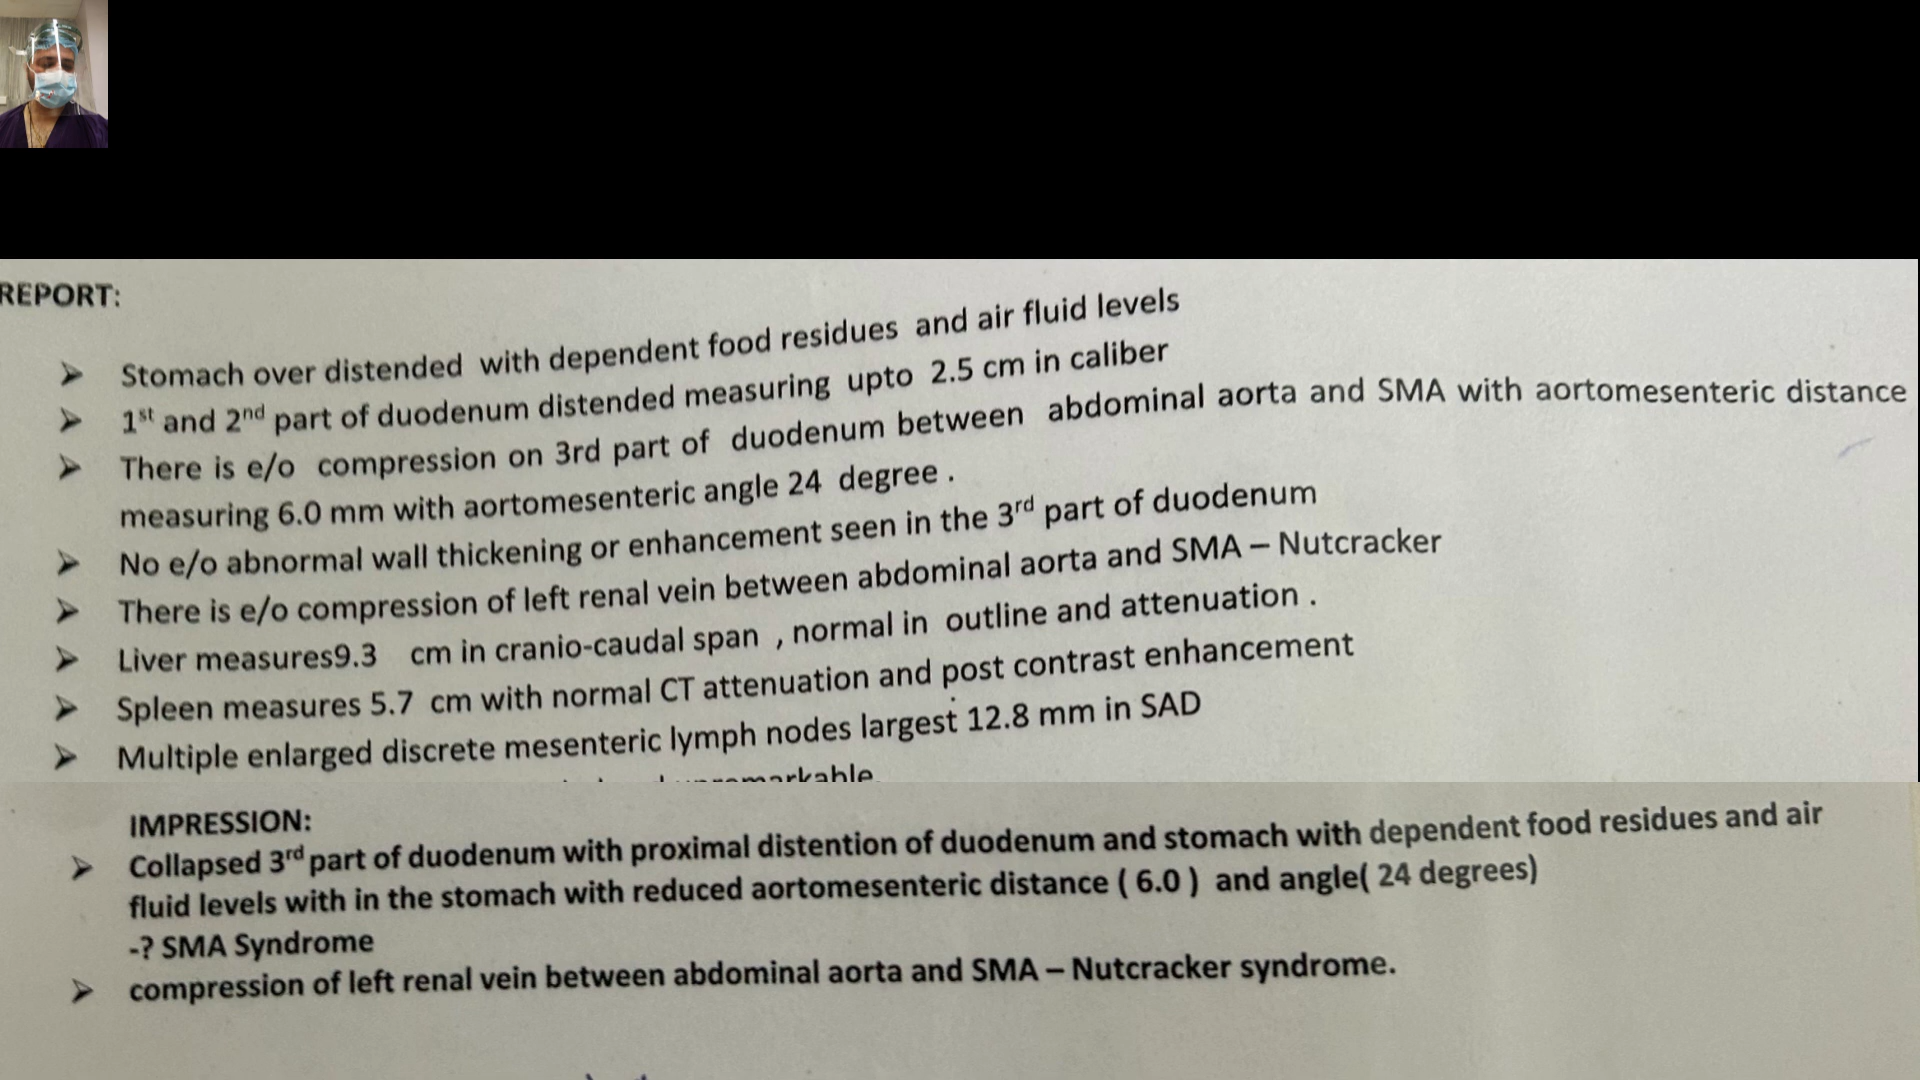 REPORT:
➢ Stomach over distended with dependent food residues and air fluid levels
➢ 1st and 2nd part of duodenum distended measuring upto 2.5 cm in caliber
➢ There is e/o compression on 3rd part of duodenum between abdominal aorta and SMA with aortomesenteric distance
measuring 6.0 mm with aortomesenteric angle 24 degree .
➢ No e/o abnormal wall thickening or enhancement seen in the 3rd part of duodenum
➢ There is e/o compression of left renal vein between abdominal aorta and SMA – Nutcracker
➢ Liver measures9.3 cm in cranio-caudal span , normal in outline and attenuation .
➢ Spleen measures 5.7 cm with normal CT attenuation and post contrast enhancement
➢ Multiple enlarged discrete mesenteric lymph nodes largest 12.8 mm in SAD
unremarkable.
IMPRESSION:
➢ Collapsed 3rd part of duodenum with proximal distention of duodenum and stomach with dependent food residues and air
fluid levels with in the stomach with reduced aortomesenteric distance ( 6.0 ) and angle( 24 degrees)
-? SMA Syndrome
➢ compression of left renal vein between abdominal aorta and SMA – Nutcracker syndrome.